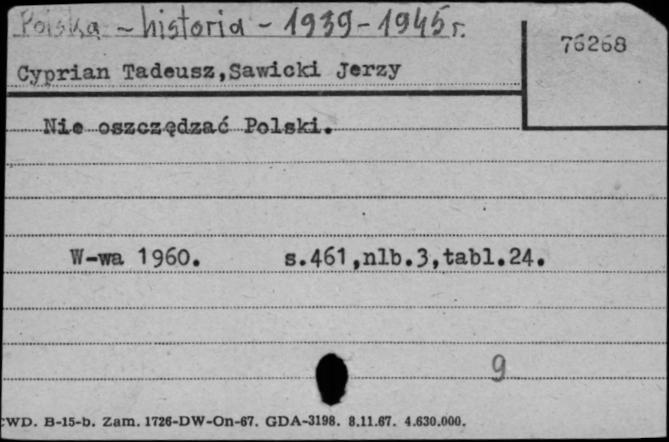 Polska - historia - 1939-1945 r.
76268
Cyprian Tadeusz,Sawicki Jerzy
Nie oszczędzać Polski.
W-wa 1960. s.461,nlb.3,tabl.24.
9
CWD. B-15-b. Zam. 1726-DW-On-67. GDA-3198. 8.11.67. 4.630.000.